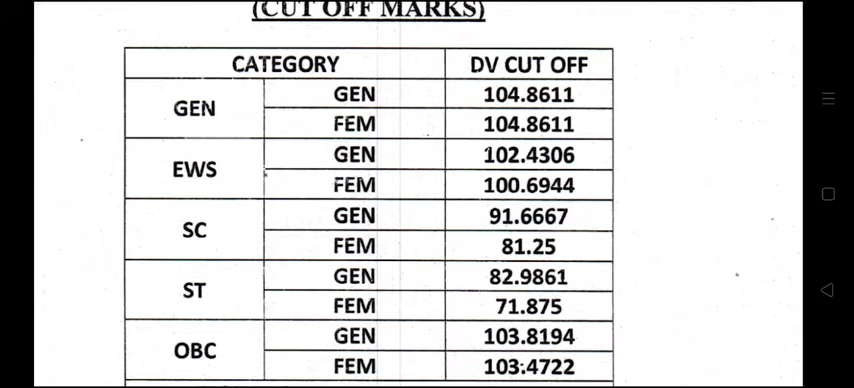 (CUT OFF MARKS)
CATEGORY DV CUT OFF
GEN GEN 104.8611
FEM 104.8611
EWS GEN 102.4306
FEM 100.6944
SC GEN 91.6667
FEM 81.25
ST GEN 82.9861
FEM 71.875
OBC GEN 103.8194
FEM 103.4722